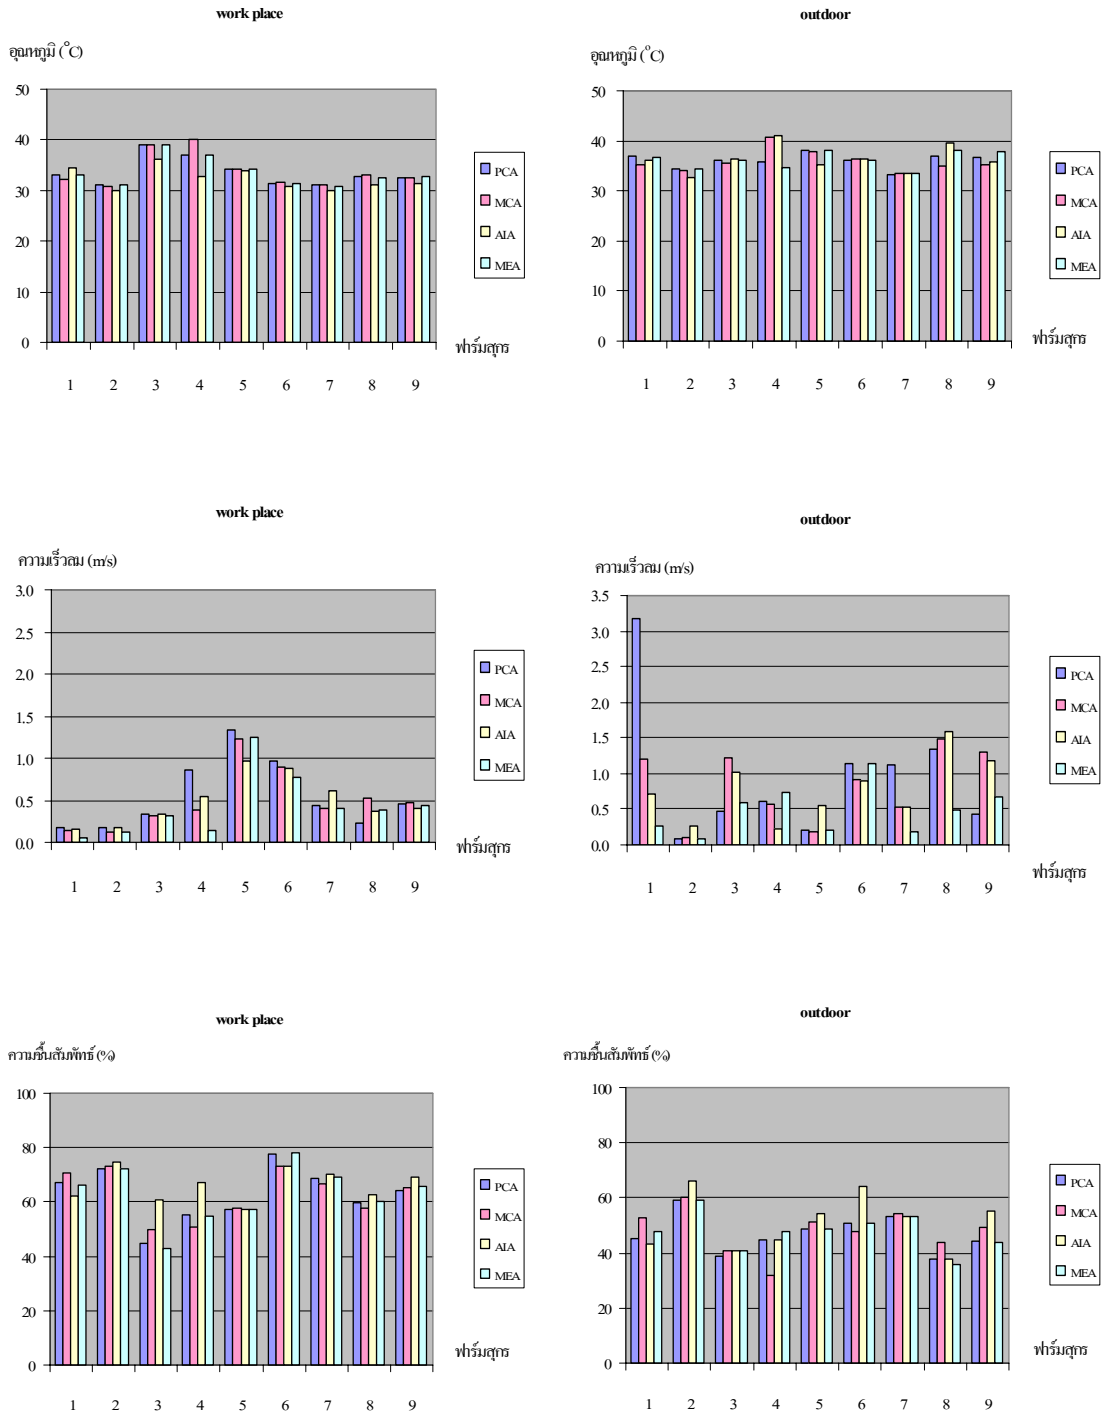 work place
อุณหภูมิ (°C)
50
40
30
20
10
0
1 2 3 4 5 6 7 8 9
ฟาร์มสุกร
PCA
MCA
AIA
MEA
outdoor
อุณหภูมิ (°C)
50
40
30
20
10
0
1 2 3 4 5 6 7 8 9
ฟาร์มสุกร
PCA
MCA
AIA
MEA
work place
ความเร็วลม (m/s)
3.0
2.5
2.0
1.5
1.0
0.5
0.0
1 2 3 4 5 6 7 8 9
ฟาร์มสุกร
PCA
MCA
AIA
MEA
outdoor
ความเร็วลม (m/s)
3.5
3.0
2.5
2.0
1.5
1.0
0.5
0.0
1 2 3 4 5 6 7 8 9
ฟาร์มสุกร
PCA
MCA
AIA
MEA
work place
ความชื้นสัมพัทธ์ (%)
100
80
60
40
20
0
1 2 3 4 5 6 7 8 9
ฟาร์มสุกร
PCA
MCA
AIA
MEA
outdoor
ความชื้นสัมพัทธ์ (%)
100
80
60
40
20
0
1 2 3 4 5 6 7 8 9
ฟาร์มสุกร
PCA
MCA
AIA
MEA